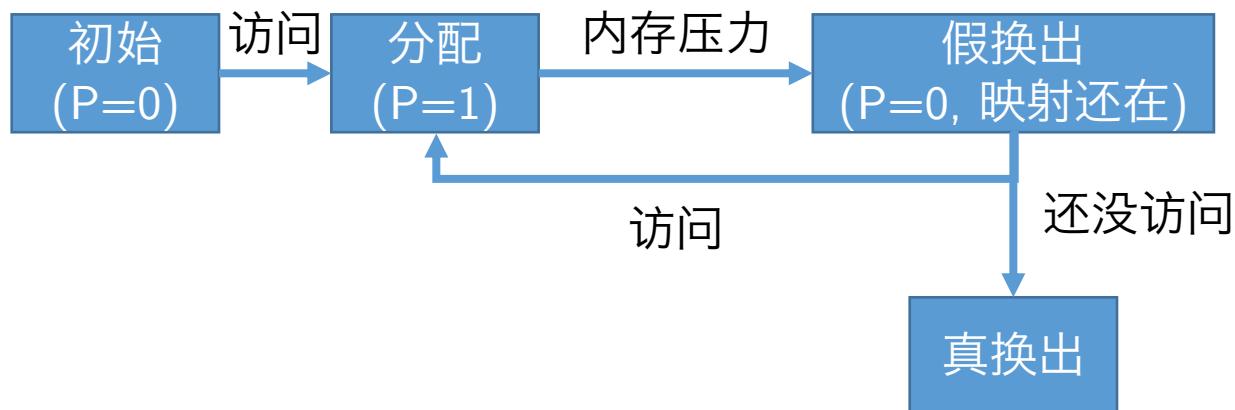 初始
(P=0)
访问
分配
(P=1)
内存压力
假换出
(P=0, 映射还在)
访问
还没访问
真换出